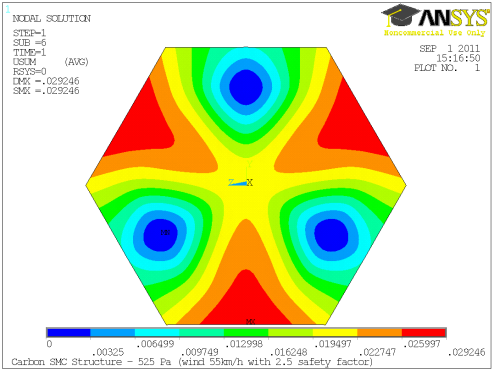 1
NODAL SOLUTION
STEP=1
SUB =6
TIME=1
USUM (AVG)
RSYS=0
DMX =.029246
SMX =.029246
ANSYS
Noncommercial Use Only
SEP 1 2011
15:16:50
PLOT NO. 1
Z X
MN
MX
0 .006499 .012998 .019497 .025997
.00325 .009749 .016248 .022747 .029246
Carbon SMC Structure - 525 Pa (wind 55km/h with 2.5 safety factor)